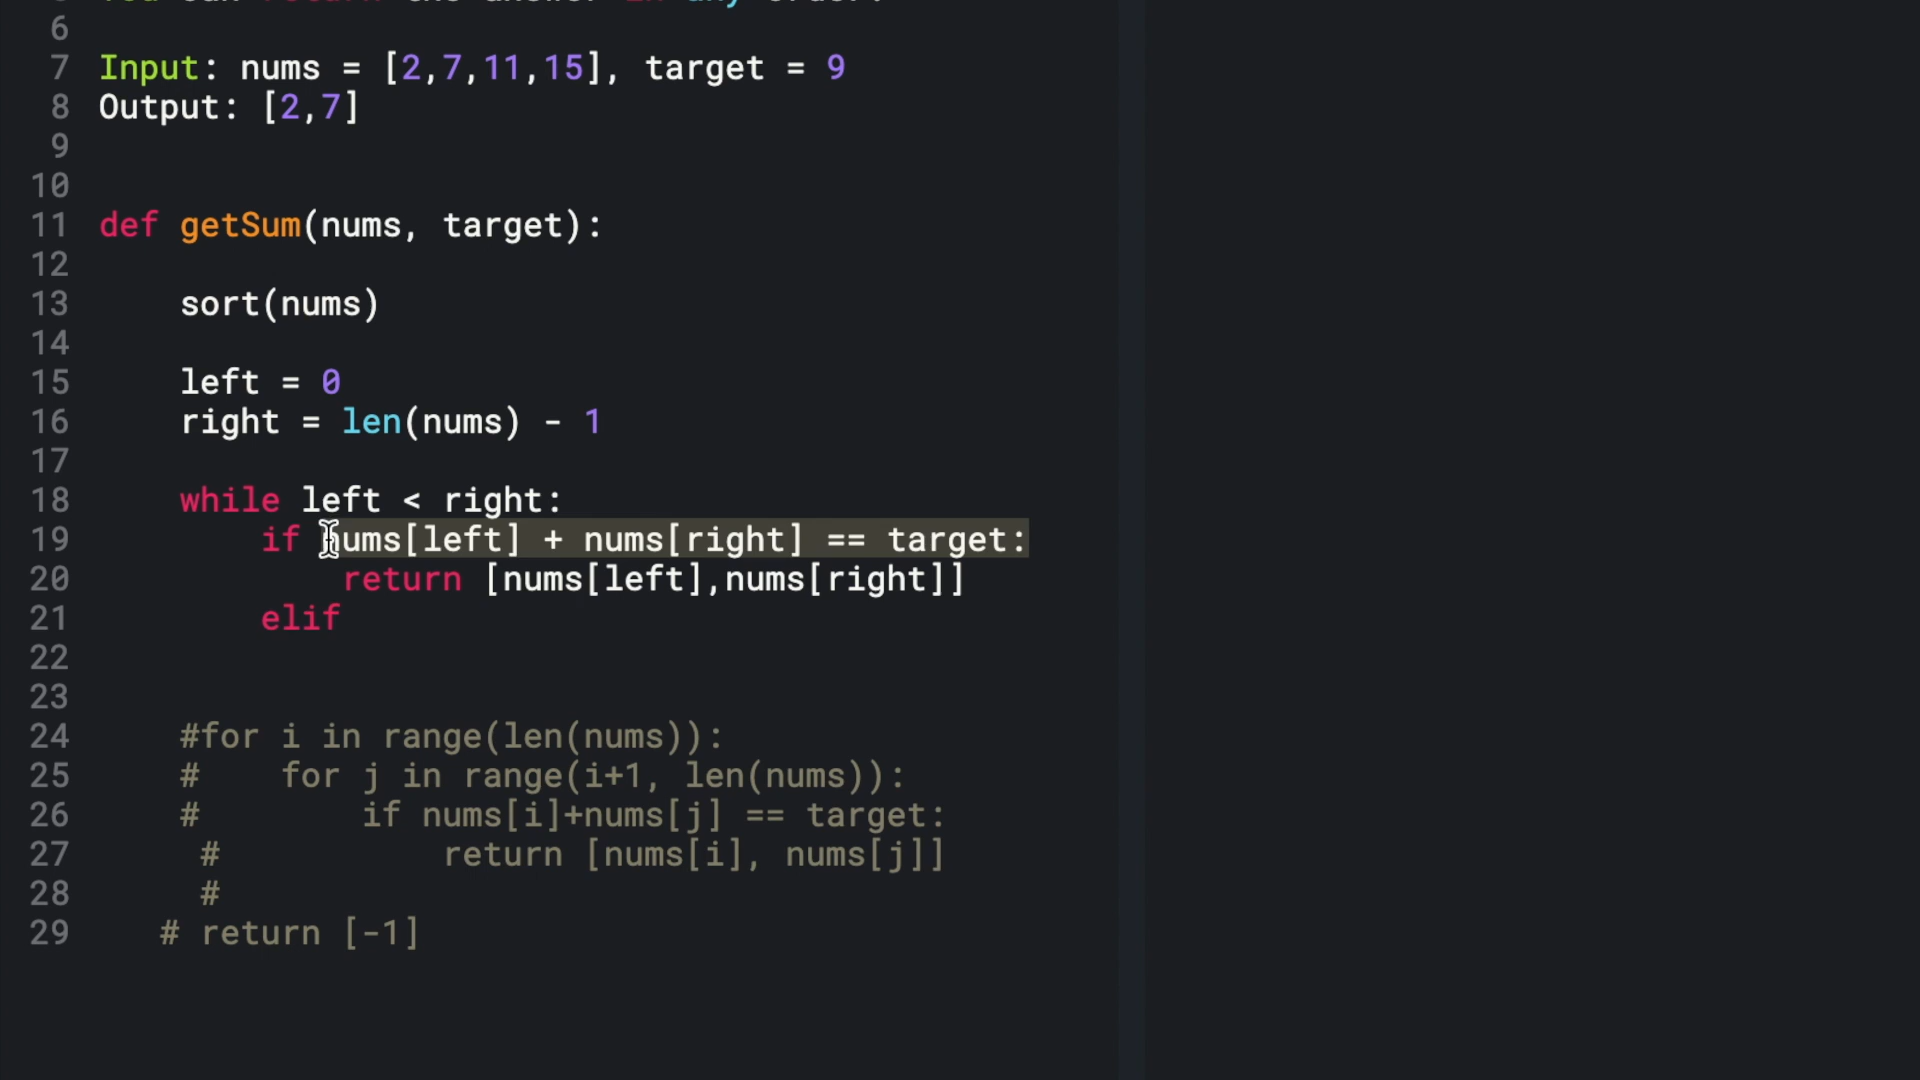 6
7 Input: nums = [2,7,11,15], target = 9
8 Output: [2,7]
9
10
11 def getSum(nums, target):
12
13     sort(nums)
14
15     left = 0
16     right = len(nums) - 1
17
18     while left < right:
19         if nums[left] + nums[right] == target:
20             return [nums[left],nums[right]]
21         elif
22
23
24     #for i in range(len(nums)):
25     #    for j in range(i+1, len(nums)):
26     #        if nums[i]+nums[j] == target:
27      #           return [nums[i], nums[j]]
28      #
29    # return [-1]